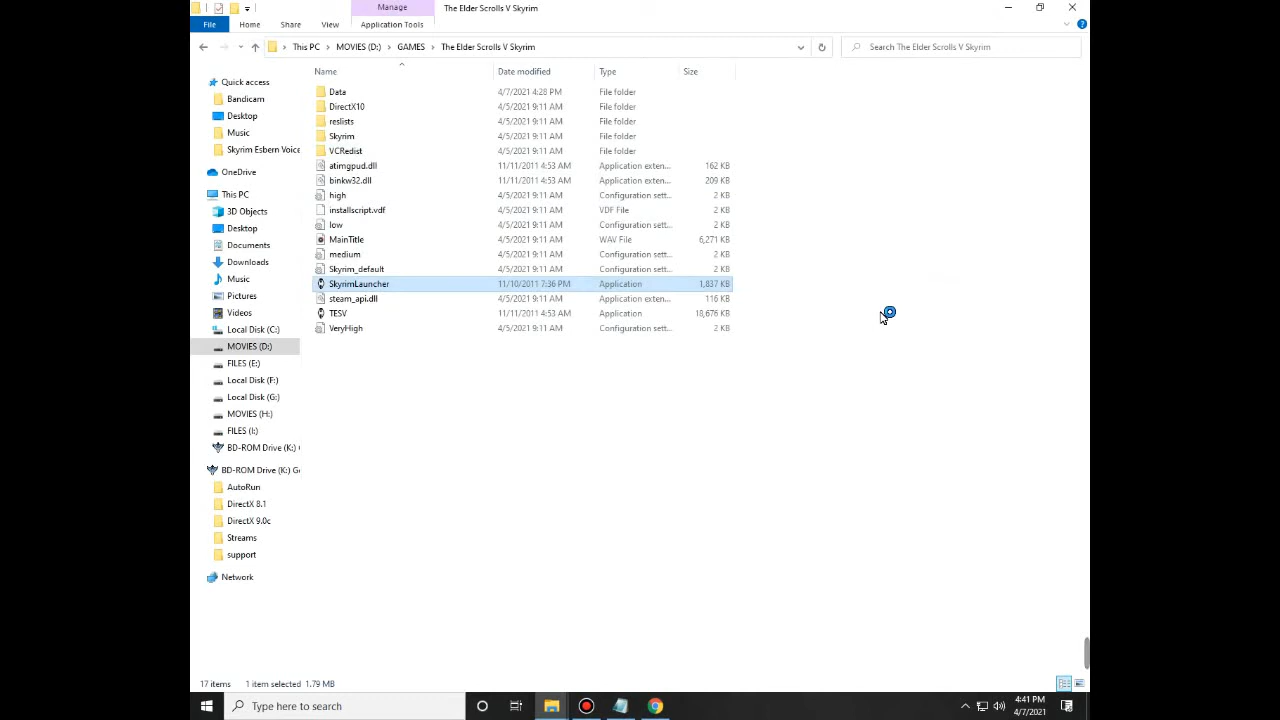 Manage
The Elder Scrolls V Skyrim
File
Home
Share
View
Application Tools
This PC
MOVIES (D:)
GAMES
The Elder Scrolls V Skyrim
Search The Elder Scrolls V Skyrim
Name
Date modified
Type
Size
Quick access
Bandicam
Desktop
Music
Skyrim Esbern Voice
OneDrive
This PC
3D Objects
Desktop
Documents
Downloads
Music
Pictures
Videos
Local Disk (C:)
MOVIES (D:)
FILES (E:)
Local Disk (F:)
Local Disk (G:)
MOVIES (H:)
FILES (I:)
BD-ROM Drive (K:) (
BD-ROM Drive (K:) Ge
AutoRun
DirectX 8.1
DirectX 9.0c
Streams
support
Network
Data 4/7/2021 4:28 PM File folder
DirectX10 4/5/2021 9:11 AM File folder
reslists 4/5/2021 9:11 AM File folder
Skyrim 4/5/2021 9:11 AM File folder
VCRedist 4/5/2021 9:11 AM File folder
atimgpud.dll 11/11/2011 4:53 AM Application exten... 162 KB
binkw32.dll 11/11/2011 4:53 AM Application exten... 209 KB
high 4/5/2021 9:11 AM Configuration sett... 2 KB
installscript.vdf 4/5/2021 9:11 AM VDF File 2 KB
low 4/5/2021 9:11 AM Configuration sett... 2 KB
MainTitle 4/5/2021 9:11 AM WAV File 6,271 KB
medium 4/5/2021 9:11 AM Configuration sett... 2 KB
Skyrim_default 4/5/2021 9:11 AM Configuration sett... 2 KB
SkyrimLauncher 11/10/2011 7:36 PM Application 1,837 KB
steam_api.dll 4/5/2021 9:11 AM Application exten... 116 KB
TESV 11/11/2011 4:53 AM Application 18,676 KB
VeryHigh 4/5/2021 9:11 AM Configuration sett... 2 KB
17 items
1 item selected 1.79 MB
Type here to search
4:41 PM
4/7/2021